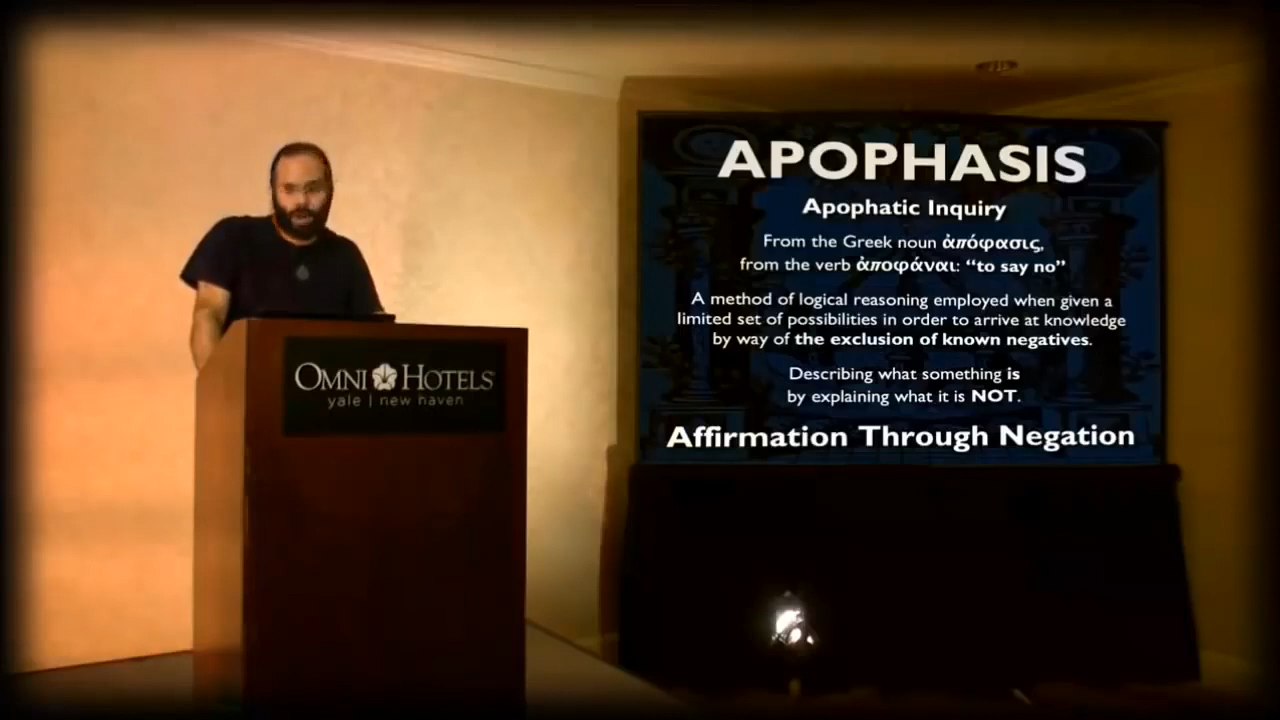 OMNI HOTELS
yale | new haven
APOPHASIS
Apophatic Inquiry
From the Greek noun ἀπόφασις,
from the verb ἀποφάναι: “to say no”
A method of logical reasoning employed when given a
limited set of possibilities in order to arrive at knowledge
by way of the exclusion of known negatives.
Describing what something is
by explaining what it is NOT.
Affirmation Through Negation